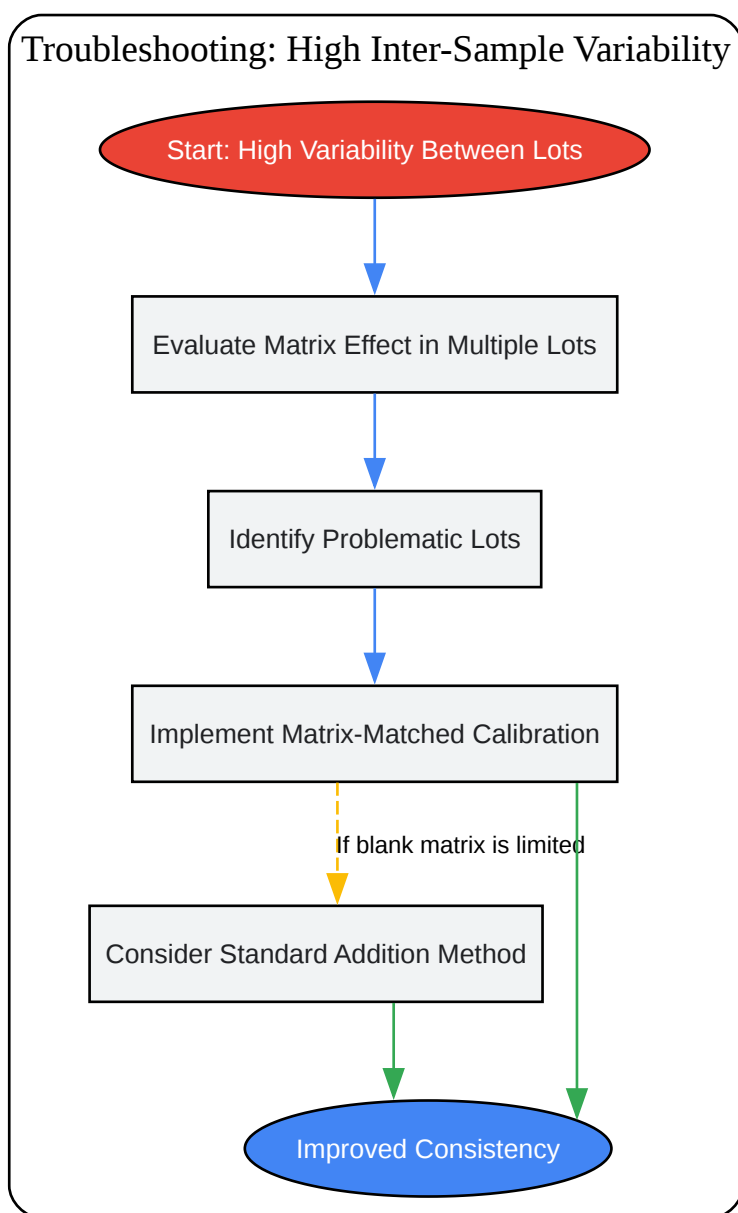 Troubleshooting: High Inter-Sample Variability
Start: High Variability Between Lots
Evaluate Matrix Effect in Multiple Lots
Identify Problematic Lots
Implement Matrix-Matched Calibration
If blank matrix is limited
Consider Standard Addition Method
Improved Consistency